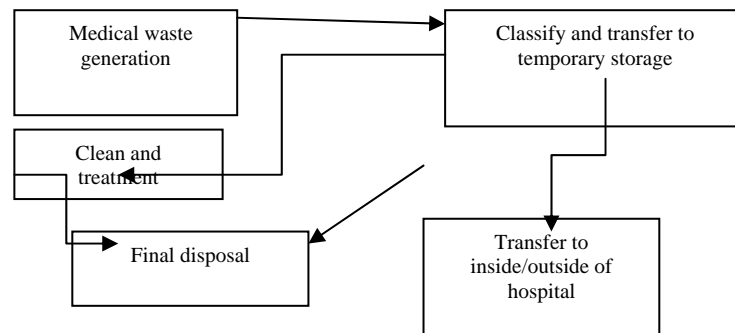 Medical waste
generation
Classify and transfer to
temporary storage
Clean and
treatment
Final disposal
Transfer to
inside/outside of
hospital